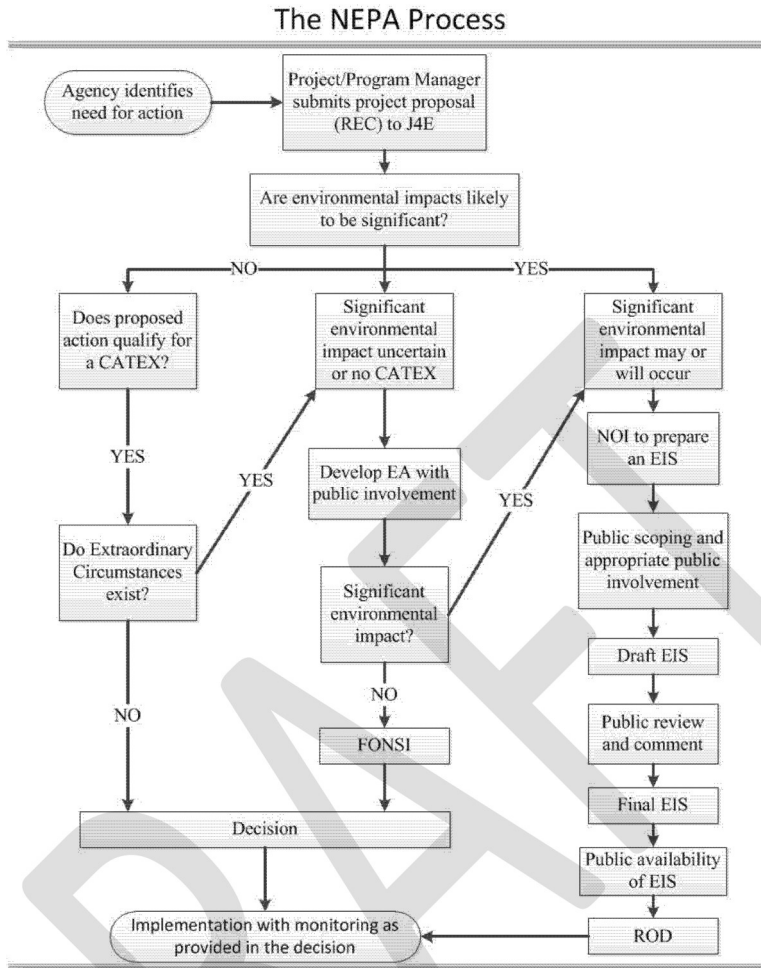 The NEPA Process
Agency identifies
need for action
Project/Program Manager
submits project proposal
(REC) to J4E
Are environmental impacts likely
to be significant?
NO
YES
Does proposed
action qualify for
a CATEX?
Significant
environmental
impact uncertain
or no CATEX
Significant
environmental
impact may or
will occur
YES
YES
Develop EA with
public involvement
YES
NOI to prepare
an EIS
Do Extraordinary
Circumstances
exist?
Significant
environmental
impact?
Public scoping and
appropriate public
involvement
NO
NO
FONSI
Draft EIS
Public review
and comment
Decision
Final EIS
Public availability
of EIS
Implementation with monitoring as
provided in the decision
ROD
DRAFT